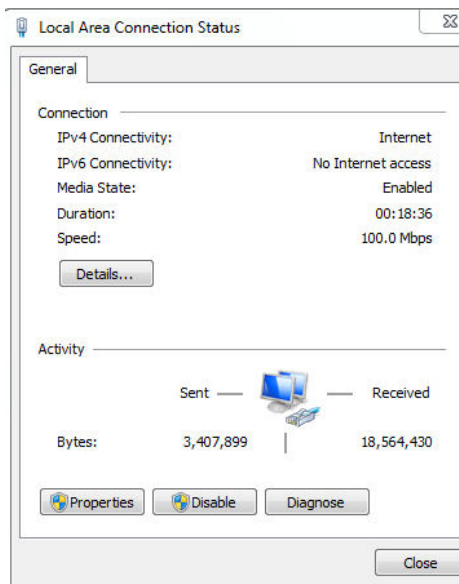 Local Area Connection Status
General
Connection
IPv4 Connectivity: Internet
IPv6 Connectivity: No Internet access
Media State: Enabled
Duration: 00:18:36
Speed: 100.0 Mbps
Details...
Activity
Sent Received
Bytes: 3,407,899 18,564,430
Properties Disable Diagnose
Close